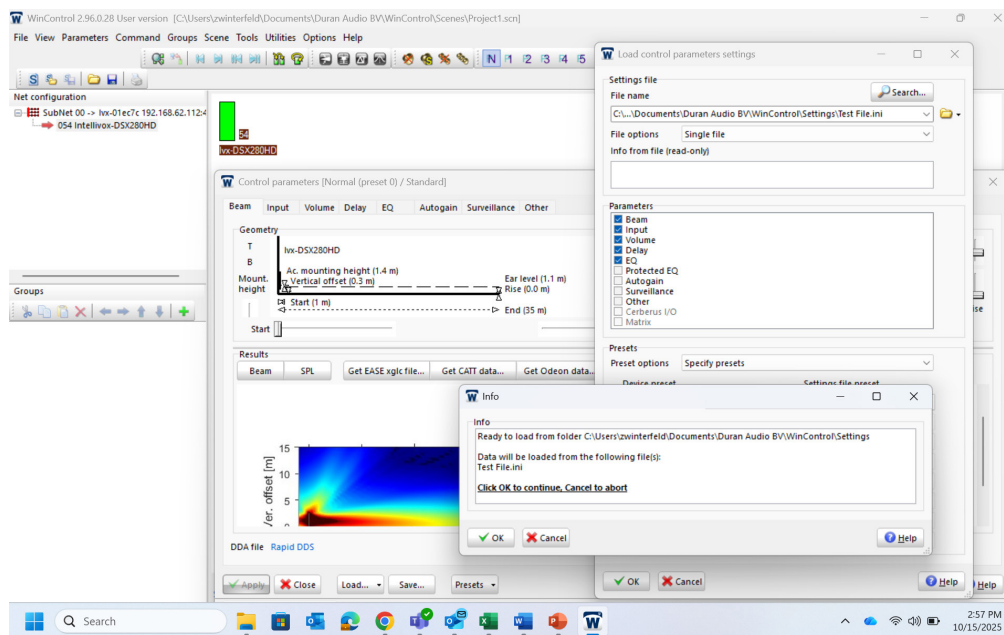 WinControl 2.96.0.28 User version [C:\Users\zwinterfeld\Documents\Duran Audio BV\WinControl\Scenes\Project1.scn]
File View Parameters Command Groups Scene Tools Utilities Options Help
N P1 P2 P3 P4 P5
Net configuration
SubNet 00 -> Ivx-01ec7c 192.168.62.112:4
054 Intellivox-DSX280HD
54
Ivx-DSX280HD
Groups
Control parameters [Normal (preset 0) / Standard]
Beam Input Volume Delay EQ Autogain Surveillance Other
Geometry
T
B
Mount. height
Ivx-DSX280HD
Ac. mounting height (1.4 m)
Vertical offset (0.3 m)
Ear level (1.1 m)
Rise (0.0 m)
Start (1 m)
End (35 m)
Start
Results
Beam SPL Get EASE xglc file... Get CATT data... Get Odeon data...
15
10
5
0
Ver. offset [m]
DDA file Rapid DDS
Apply Close Load... Save... Presets
Help
Load control parameters settings
Settings file
File name
Search...
C:\...\Documents\Duran Audio BV\WinControl\Settings\Test File.ini
File options Single file
Info from file (read-only)
Parameters
Beam
Input
Volume
Delay
EQ
Protected EQ
Autogain
Surveillance
Other
Cerberus I/O
Matrix
Presets
Preset options Specify presets
Device preset Settings file preset
OK Cancel Help
Info
Info
Ready to load from folder C:\Users\zwinterfeld\Documents\Duran Audio BV\WinControl\Settings
Data will be loaded from the following file(s):
Test File.ini
Click OK to continue, Cancel to abort
OK Cancel Help
Search
2:57 PM
10/15/2025